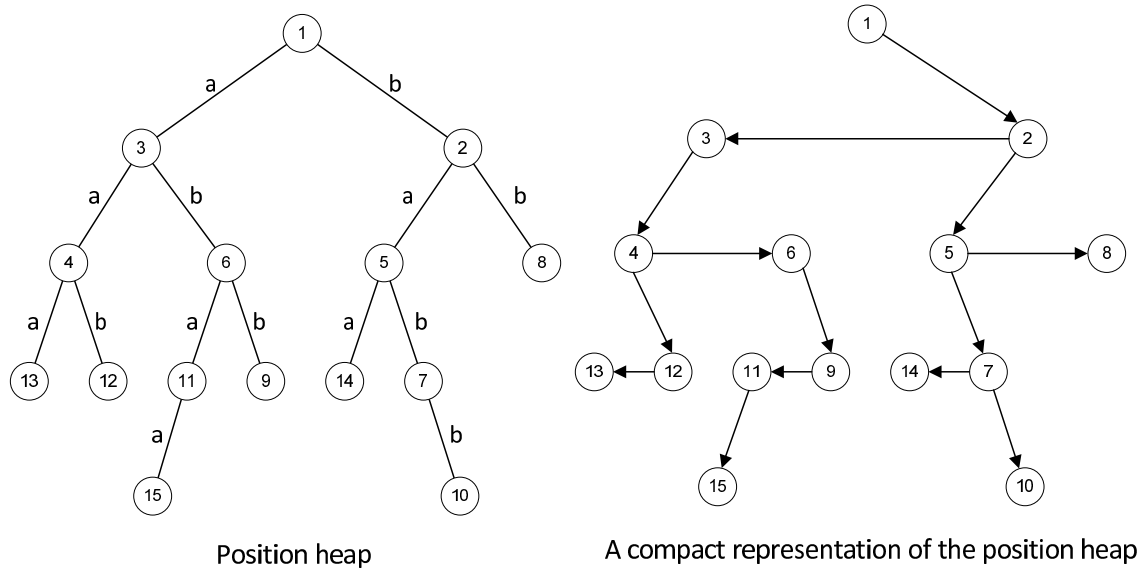 1
a b
3 2
a b a b
4 6 5 8
a b a b a b
13 12 11 9 14 7
a b
15 10
Position heap
1
3 2
4 6 5 8
13 12 11 9 14 7
15 10
A compact representation of the position heap